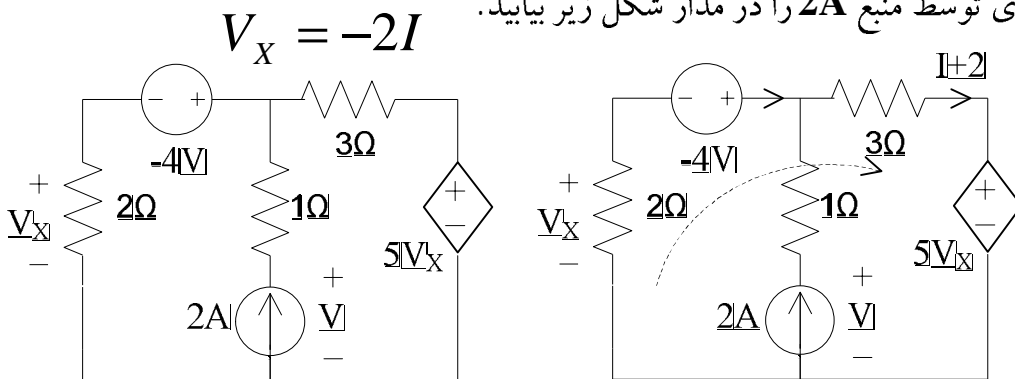 ی توسط منبع 2A را در مدار شکل زیر بیابید.
V_X = −2I
I+2
− +
-4V
3Ω
− +
-4V
3Ω
+
V_X
−
2Ω
1Ω
+
−
5V_X
+
V_X
−
2Ω
1Ω
+
−
5V_X
2A
+
V
−
2A
+
V
−